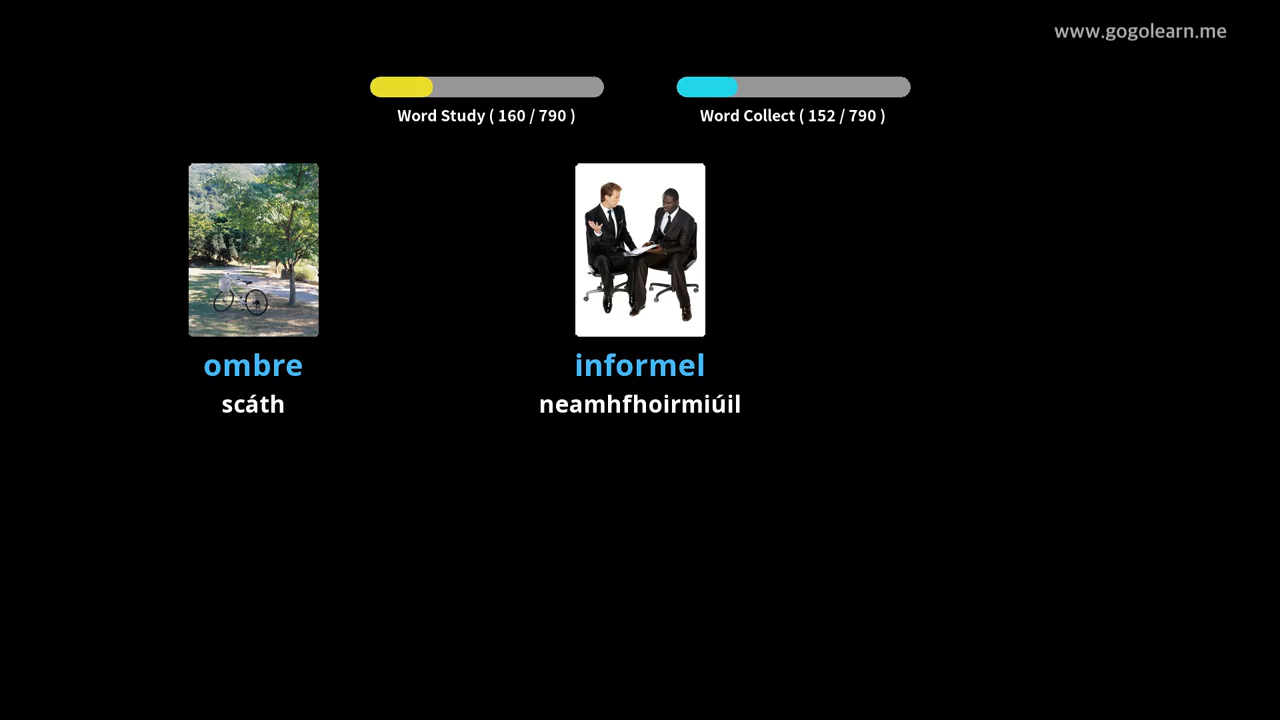 www.gogolearn.me
Word Study ( 160 / 790 )
Word Collect ( 152 / 790 )
ombre
scáth
informel
neamhfhoirmiúil